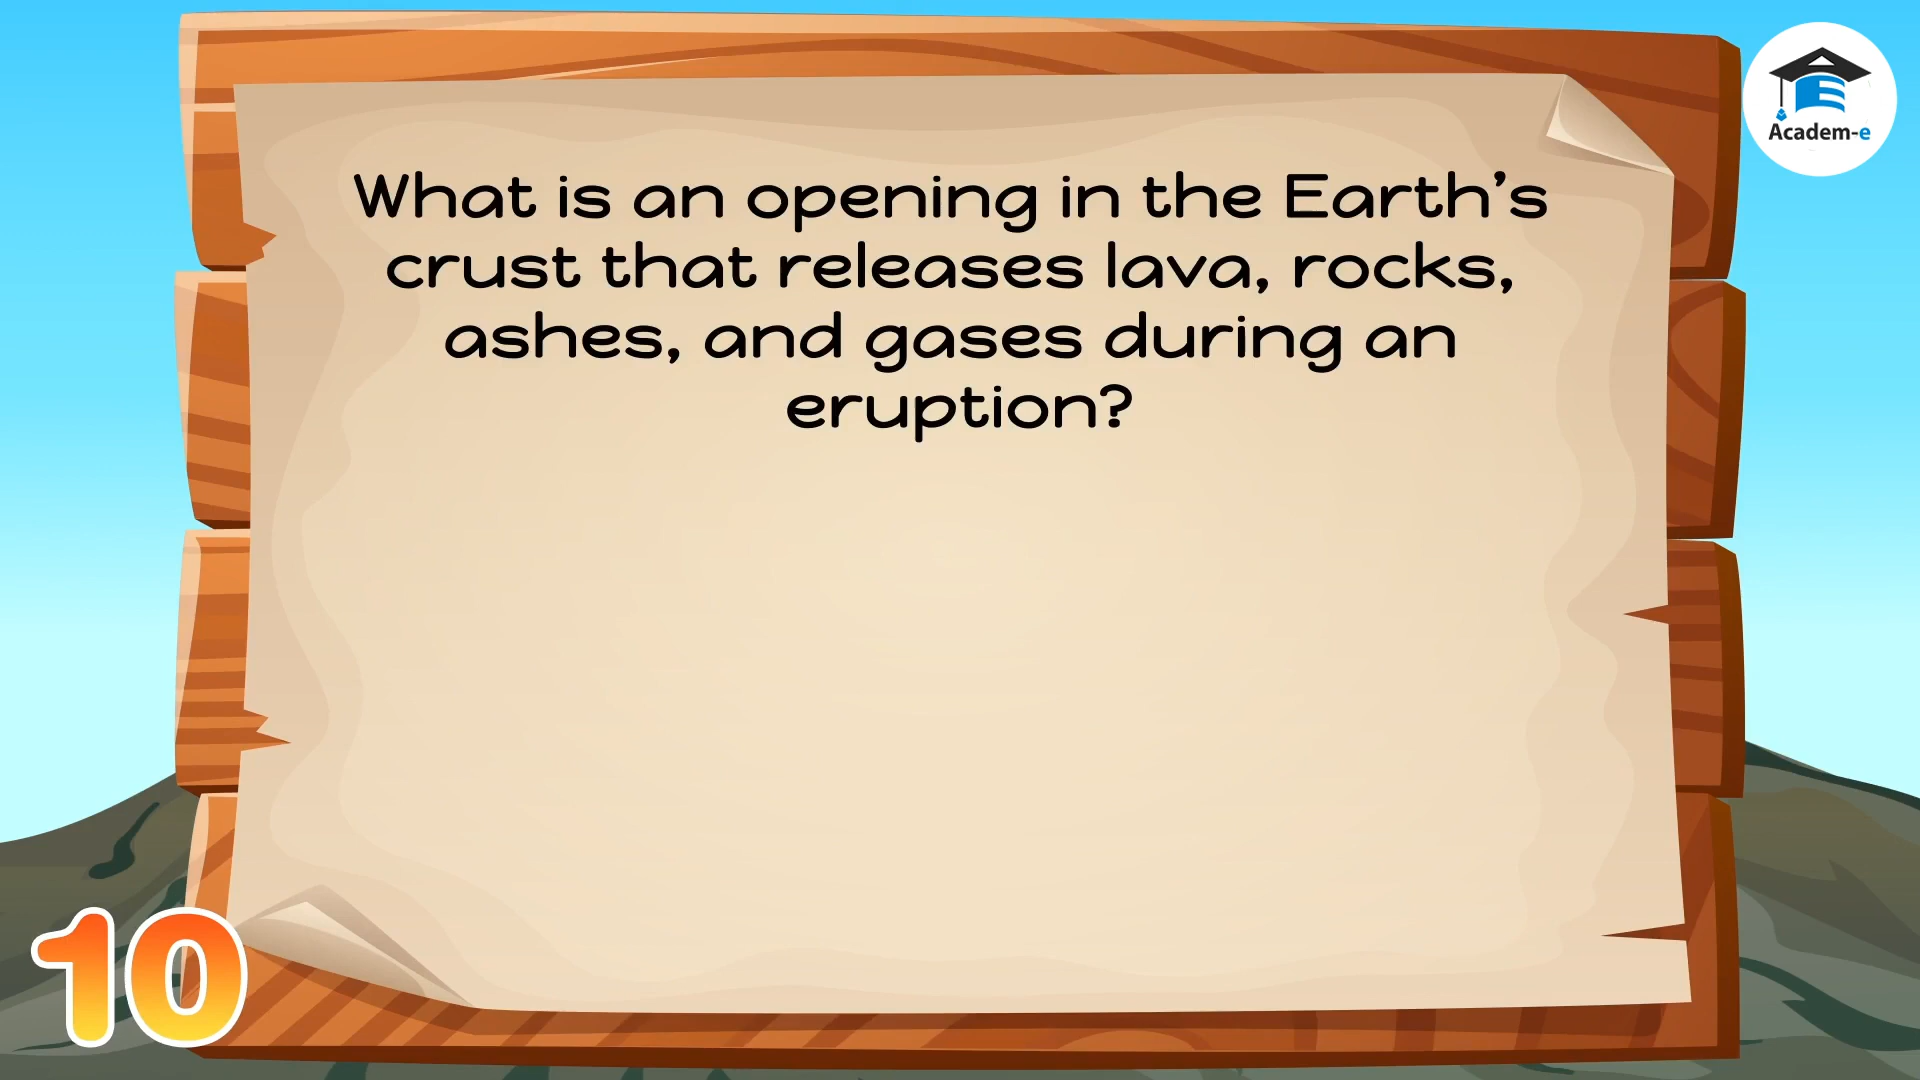 Academ-e
What is an opening in the Earth’s
crust that releases lava, rocks,
ashes, and gases during an
eruption?
10